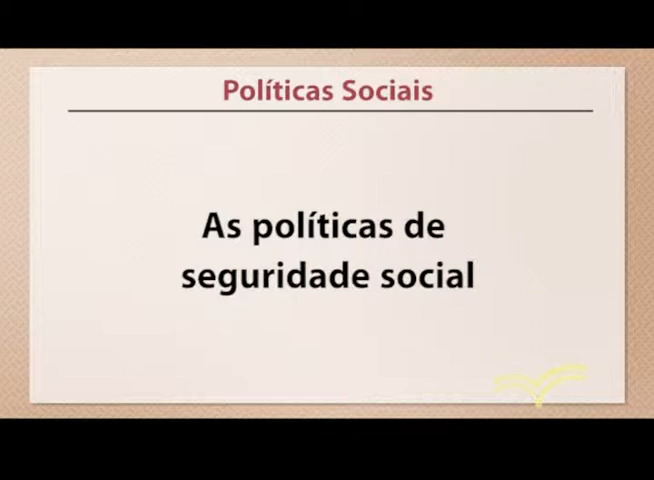 Políticas Sociais
As políticas de
seguridade social